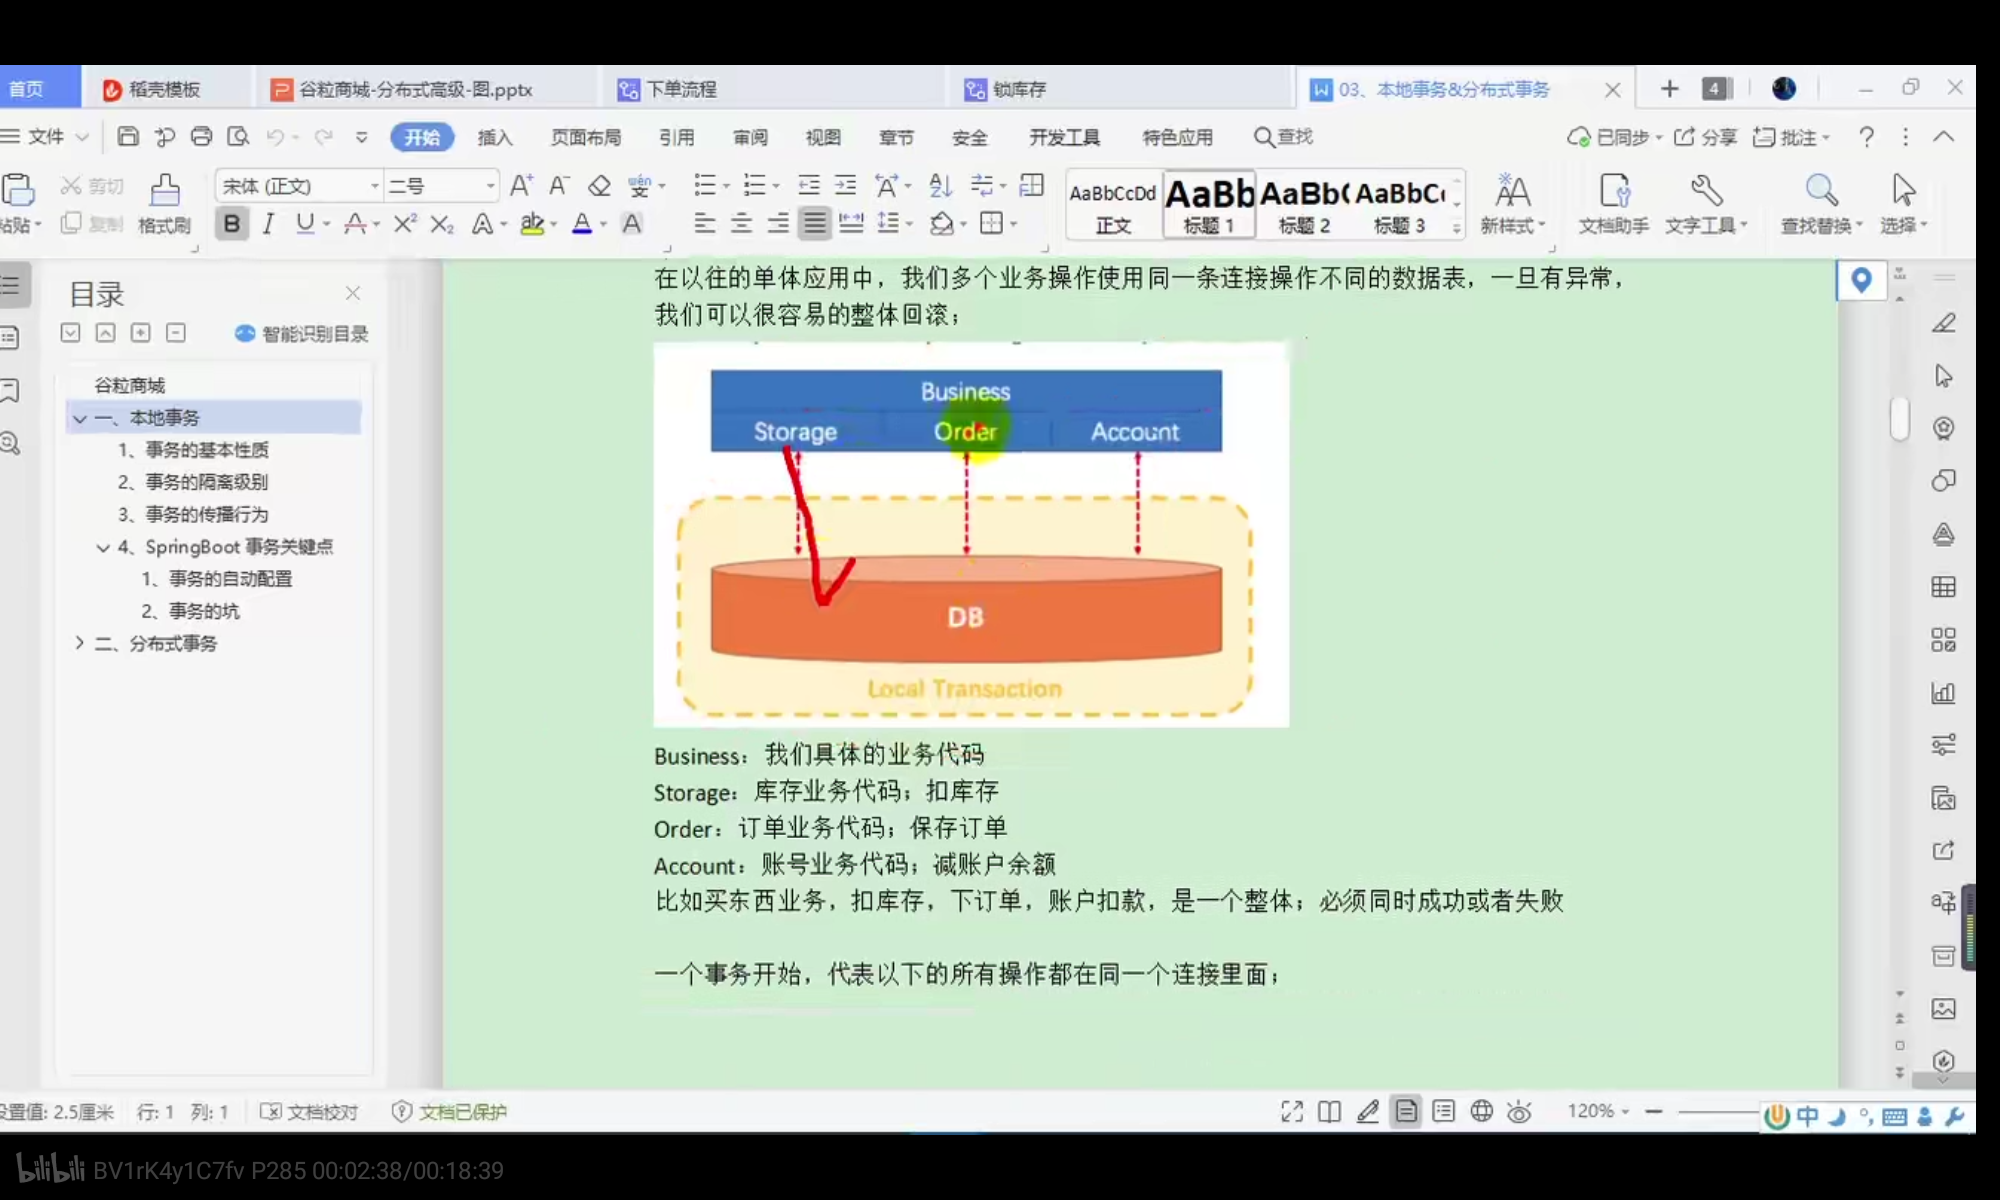 首页
稻壳模板
谷粒商城-分布式高级-图.pptx
下单流程
锁库存
03、本地事务&分布式事务
4
文件
开始
插入
页面布局
引用
审阅
视图
章节
安全
开发工具
特色应用
查找
已同步
分享
批注
粘贴
剪切
复制
格式刷
宋体 (正文)
二号
AaBbCcDd
正文
AaBb
标题 1
AaBb(
标题 2
AaBbC
标题 3
新样式
文档助手
文字工具
查找替换
选择
目录
智能识别目录
谷粒商城
一、本地事务
1、事务的基本性质
2、事务的隔离级别
3、事务的传播行为
4、SpringBoot 事务关键点
1、事务的自动配置
2、事务的坑
二、分布式事务
在以往的单体应用中，我们多个业务操作使用同一条连接操作不同的数据表，一旦有异常，
我们可以很容易的整体回滚；
Business
Storage
Order
Account
DB
Local Transaction
Business：我们具体的业务代码
Storage：库存业务代码；扣库存
Order：订单业务代码；保存订单
Account：账号业务代码；减账户余额
比如买东西业务，扣库存，下订单，账户扣款，是一个整体；必须同时成功或者失败
一个事务开始，代表以下的所有操作都在同一个连接里面；
设置值: 2.5厘米
行: 1
列: 1
文档校对
文档已保护
120%
中
bilibili BV1rK4y1C7fv P285 00:02:38/00:18:39